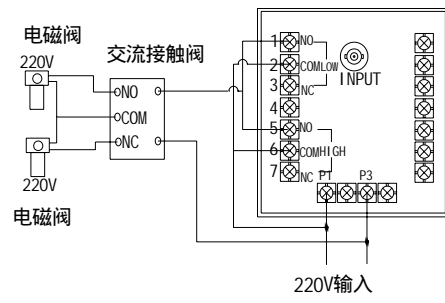 电磁阀
220V
交流接触阀
NO
COM
NC
220V
电磁阀
1 NO
2 COM LOW
3 NC
4
5 NO
6 COM HIGH
7 NC
INPUT
P1 P3
220V输入